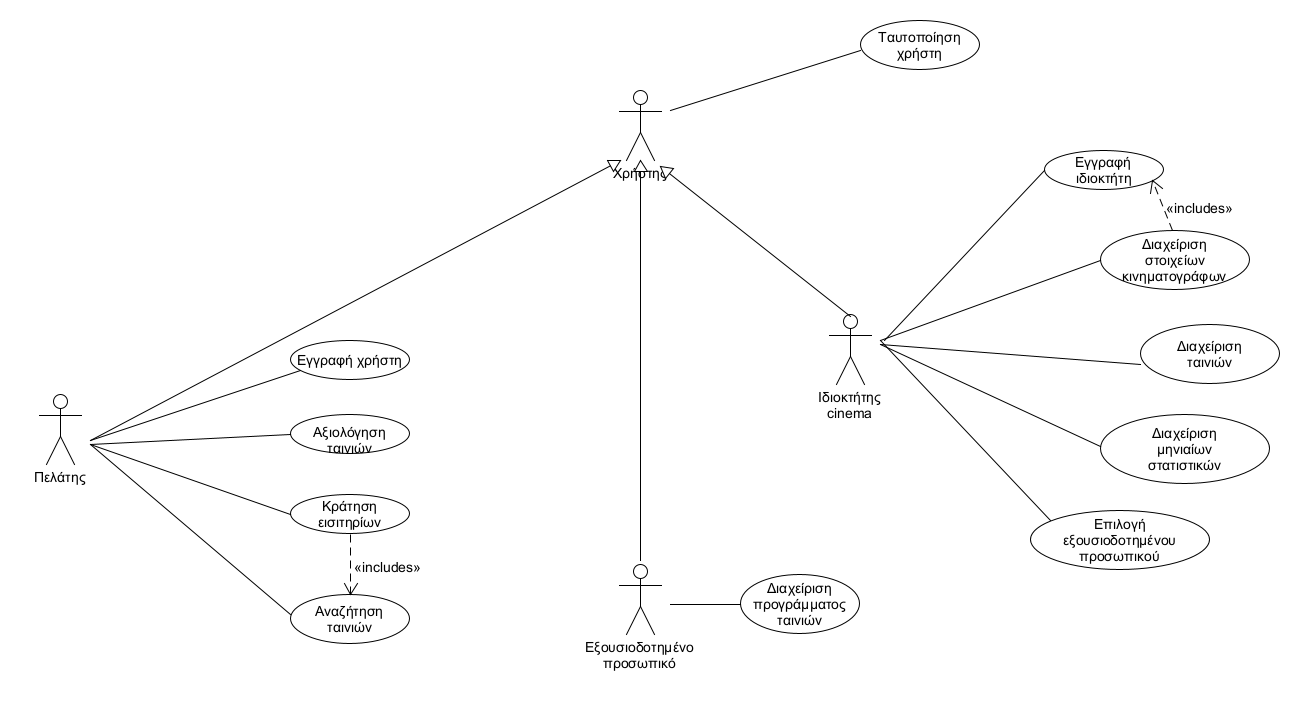 Ταυτοποίηση
χρήστη
Χρήστης
Εγγραφή
ιδιοκτήτη
«includes»
Διαχείριση
στοιχείων
κινηματογράφων
Διαχείριση
ταινιών
Ιδιοκτήτης
cinema
Εγγραφή χρήστη
Αξιολόγηση
ταινιών
Πελάτης
Διαχείριση
μηνιαίων
στατιστικών
Κράτηση
εισιτηρίων
Επιλογή
εξουσιοδοτημένου
προσωπικού
«includes»
Αναζήτηση
ταινιών
Διαχείριση
προγράμματος
ταινιών
Εξουσιοδοτημένο
προσωπικό